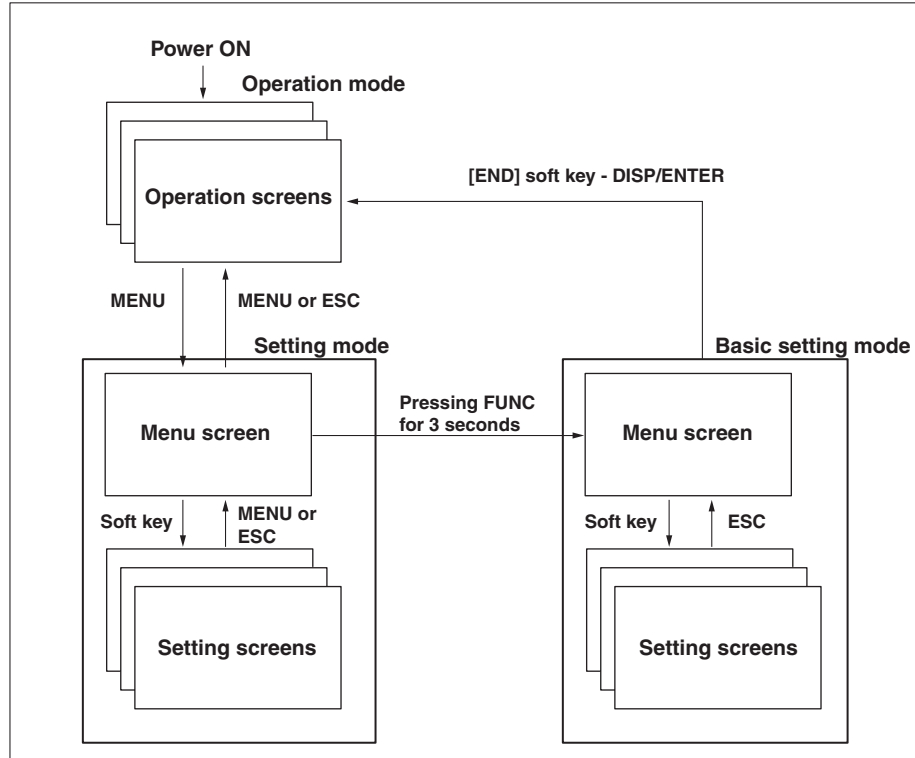 Power ON
Operation mode
Operation screens
[END] soft key - DISP/ENTER
MENU
MENU or ESC
Setting mode
Basic setting mode
Menu screen
Pressing FUNC
for 3 seconds
Menu screen
Soft key
MENU or
ESC
Soft key
ESC
Setting screens
Setting screens